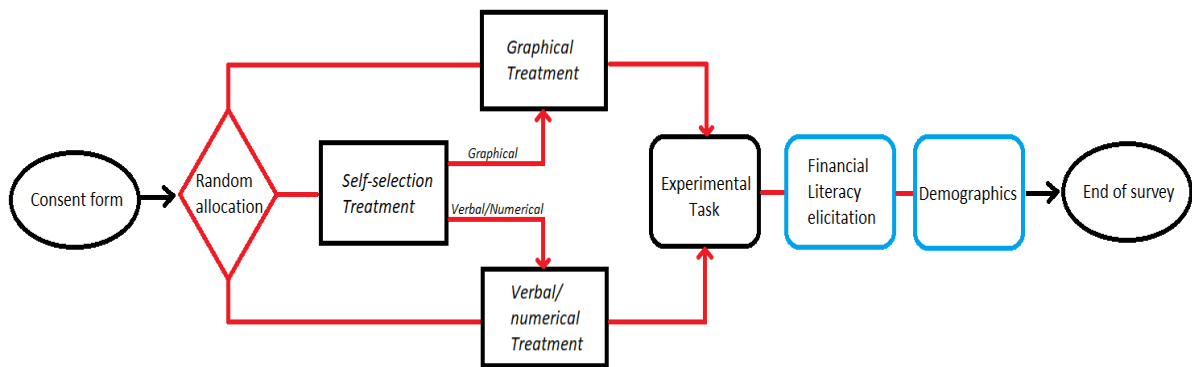 Consent form
Random
allocation
Self-selection
Treatment
Graphical
Verbal/Numerical
Graphical
Treatment
Verbal/
numerical
Treatment
Experimental
Task
Financial
Literacy
elicitation
Demographics
End of survey